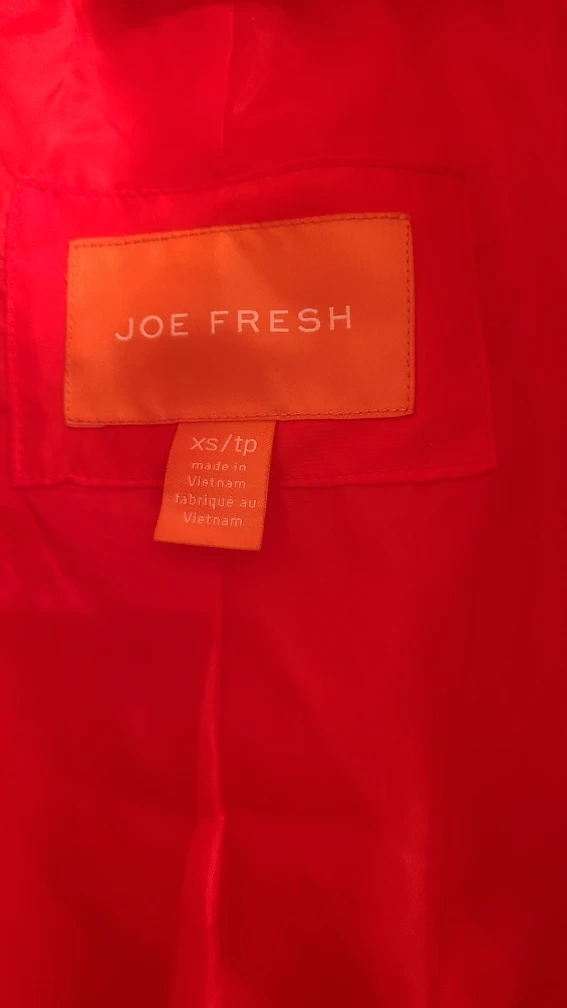 JOE FRESH
xs/tp
made in
Vietnam
fabriqué au
Vietnam